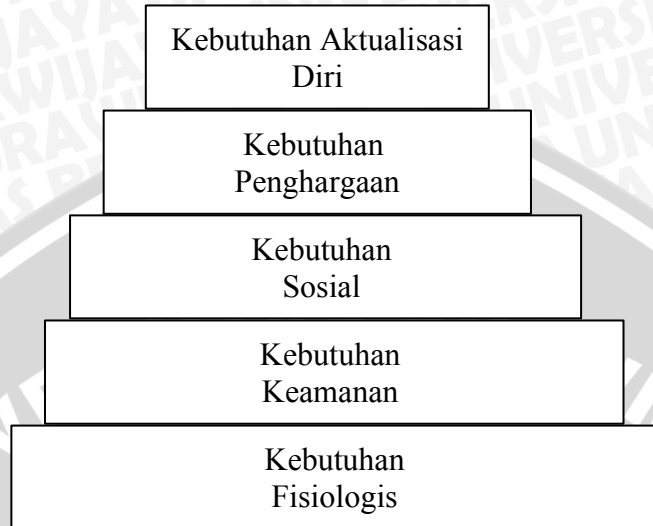 Kebutuhan Aktualisasi
Diri
Kebutuhan
Penghargaan
Kebutuhan
Sosial
Kebutuhan
Keamanan
Kebutuhan
Fisiologis